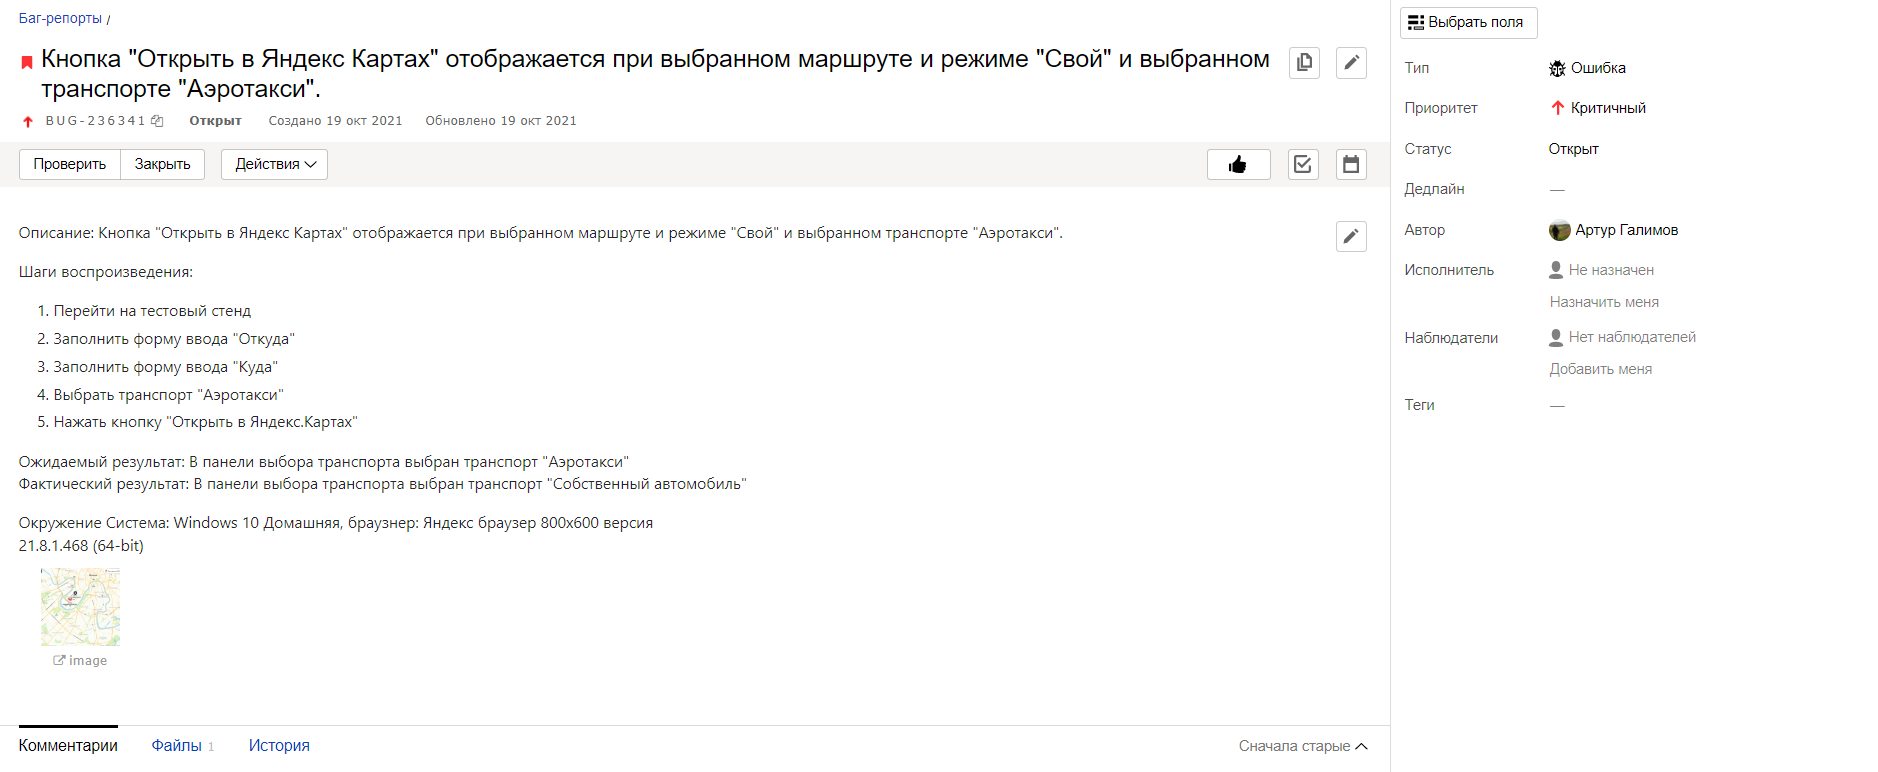 Баг-репорты /
Кнопка "Открыть в Яндекс Картах" отображается при выбранном маршруте и режиме "Свой" и выбранном
транспорте "Аэротакси".
BUG-236341 Открыт Создано 19 окт 2021 Обновлено 19 окт 2021
Проверить Закрыть Действия
Описание: Кнопка "Открыть в Яндекс Картах" отображается при выбранном маршруте и режиме "Свой" и выбранном транспорте "Аэротакси".
Шаги воспроизведения:
1. Перейти на тестовый стенд
2. Заполнить форму ввода "Откуда"
3. Заполнить форму ввода "Куда"
4. Выбрать транспорт "Аэротакси"
5. Нажать кнопку "Открыть в Яндекс.Картах"
Ожидаемый результат: В панели выбора транспорта выбран транспорт "Аэротакси"
Фактический результат: В панели выбора транспорта выбран транспорт "Собственный автомобиль"
Окружение Система: Windows 10 Домашняя, браузнер: Яндекс браузер 800x600 версия
21.8.1.468 (64-bit)
image
Комментарии Файлы 1 История Сначала старые
Выбрать поля
Тип Ошибка
Приоритет Критичный
Статус Открыт
Дедлайн —
Автор Артур Галимов
Исполнитель Не назначен
Назначить меня
Наблюдатели Нет наблюдателей
Добавить меня
Теги —